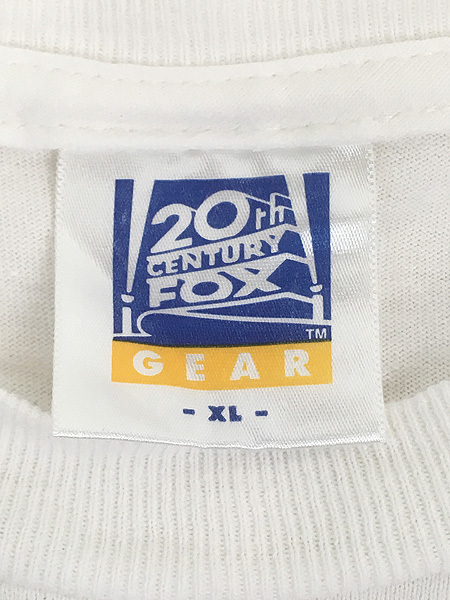 20th
CENTURY
FOX
TM
GEAR
- XL -